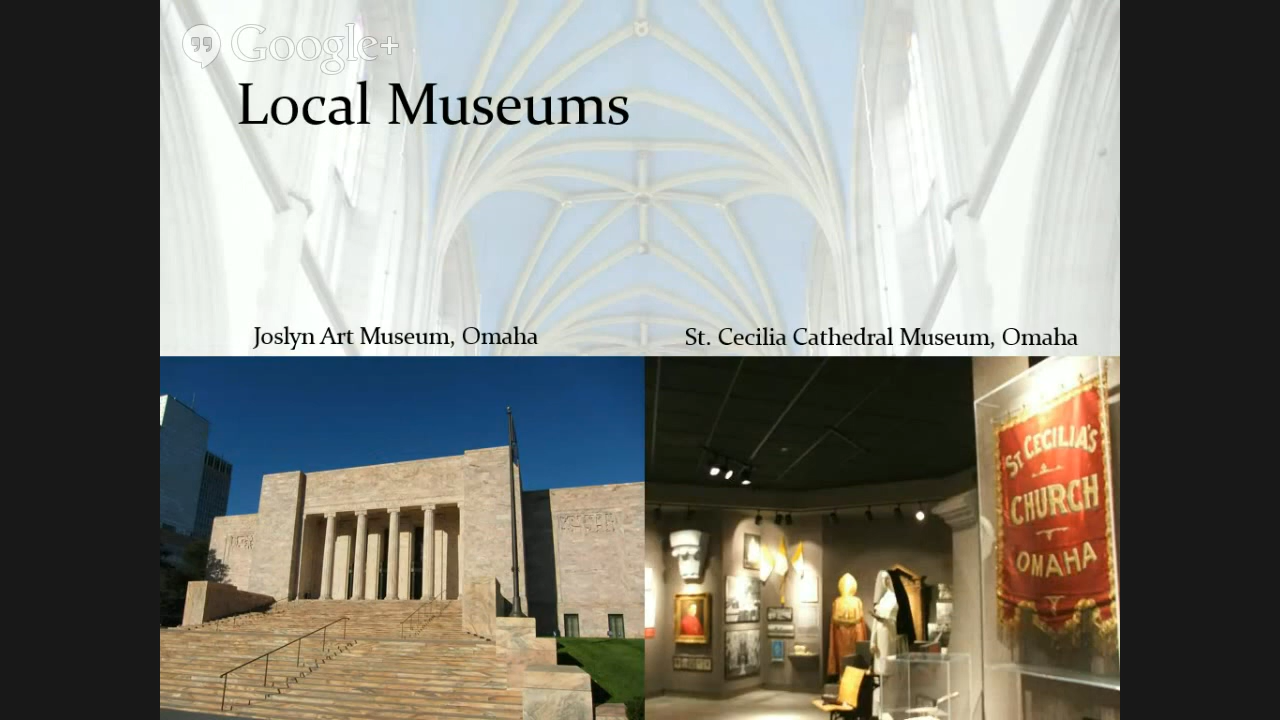 Google+
Local Museums
Joslyn Art Museum, Omaha
St. Cecilia Cathedral Museum, Omaha
ST CECILIA'S
CHURCH
OMAHA